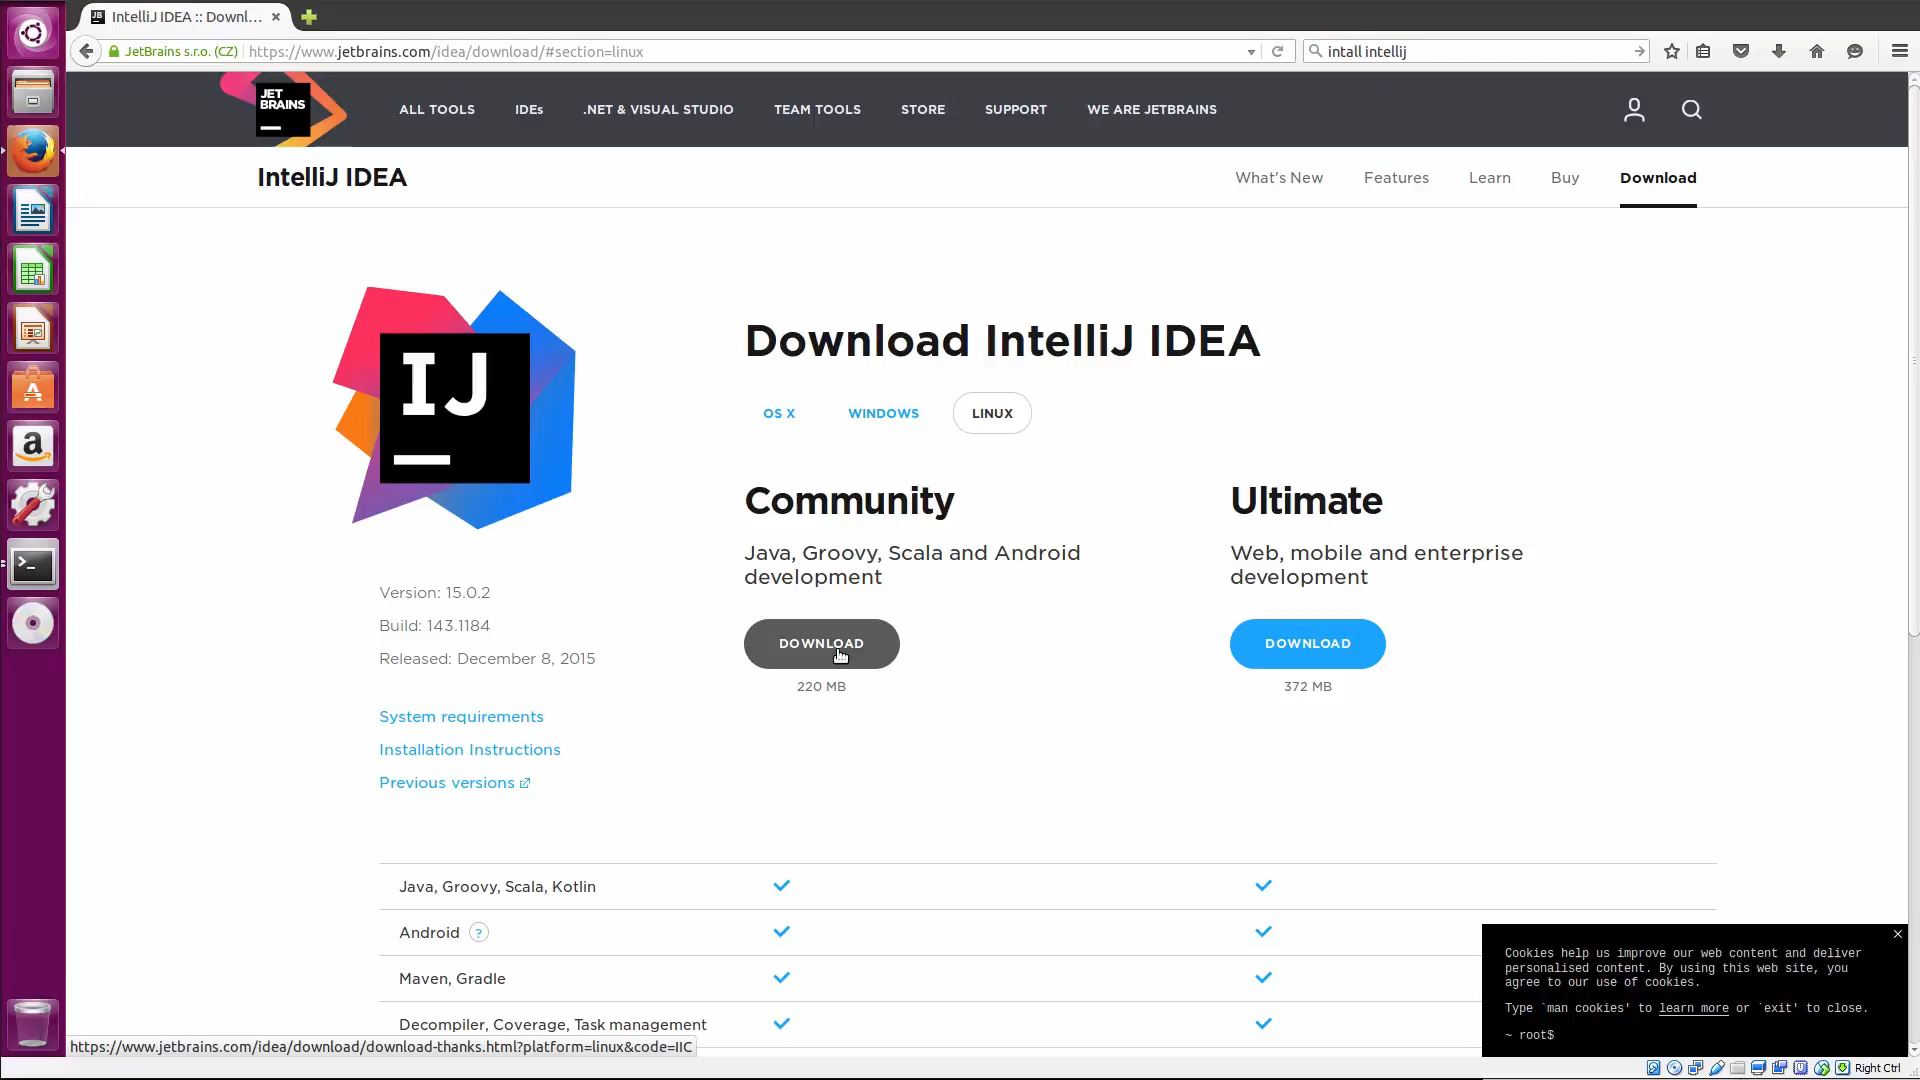 IntelliJ IDEA :: Downl...
JetBrains s.r.o. (CZ)
https://www.jetbrains.com/idea/download/#section=linux
intall intellij
JET
BRAINS
ALL TOOLS
IDEs
.NET & VISUAL STUDIO
TEAM TOOLS
STORE
SUPPORT
WE ARE JETBRAINS
IntelliJ IDEA
What's New
Features
Learn
Buy
Download
IJ
Download IntelliJ IDEA
OS X
WINDOWS
LINUX
Community
Java, Groovy, Scala and Android
development
DOWNLOAD
220 MB
Ultimate
Web, mobile and enterprise
development
DOWNLOAD
372 MB
Version: 15.0.2
Build: 143.1184
Released: December 8, 2015
System requirements
Installation Instructions
Previous versions
Java, Groovy, Scala, Kotlin
Android ?
Maven, Gradle
Decompiler, Coverage, Task management
Cookies help us improve our web content and deliver
personalised content. By using this web site, you
agree to our use of cookies.
Type `man cookies' to learn more or `exit' to close.
~ root$
https://www.jetbrains.com/idea/download/download-thanks.html?platform=linux&code=IIC
Right Ctrl